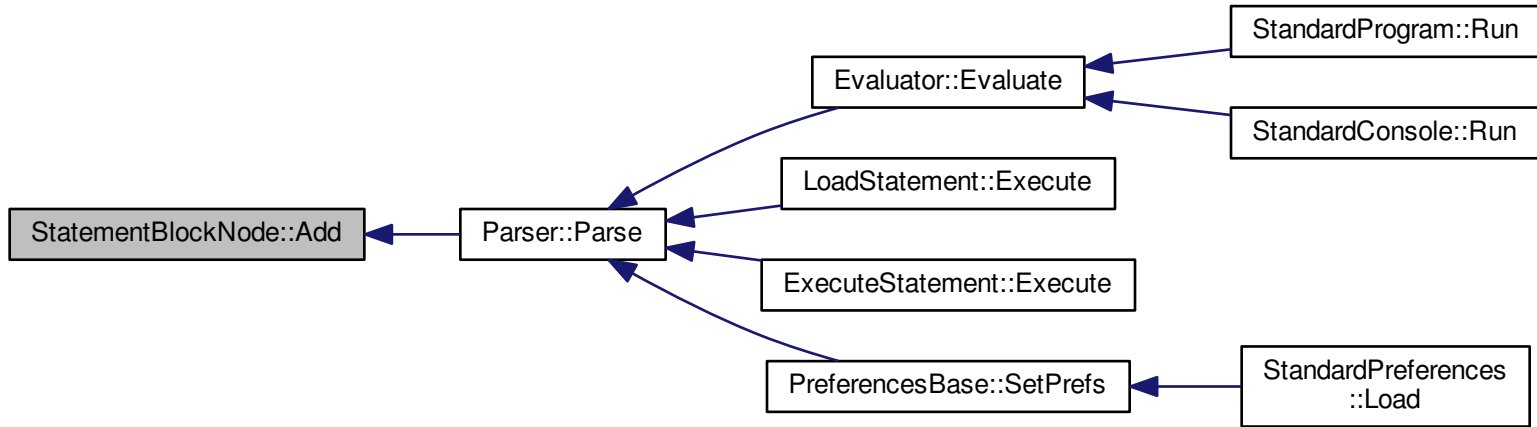 StandardProgram::Run
Evaluator::Evaluate
StandardConsole::Run
LoadStatement::Execute
StatementBlockNode::Add
Parser::Parse
ExecuteStatement::Execute
PreferencesBase::SetPrefs
StandardPreferences
::Load